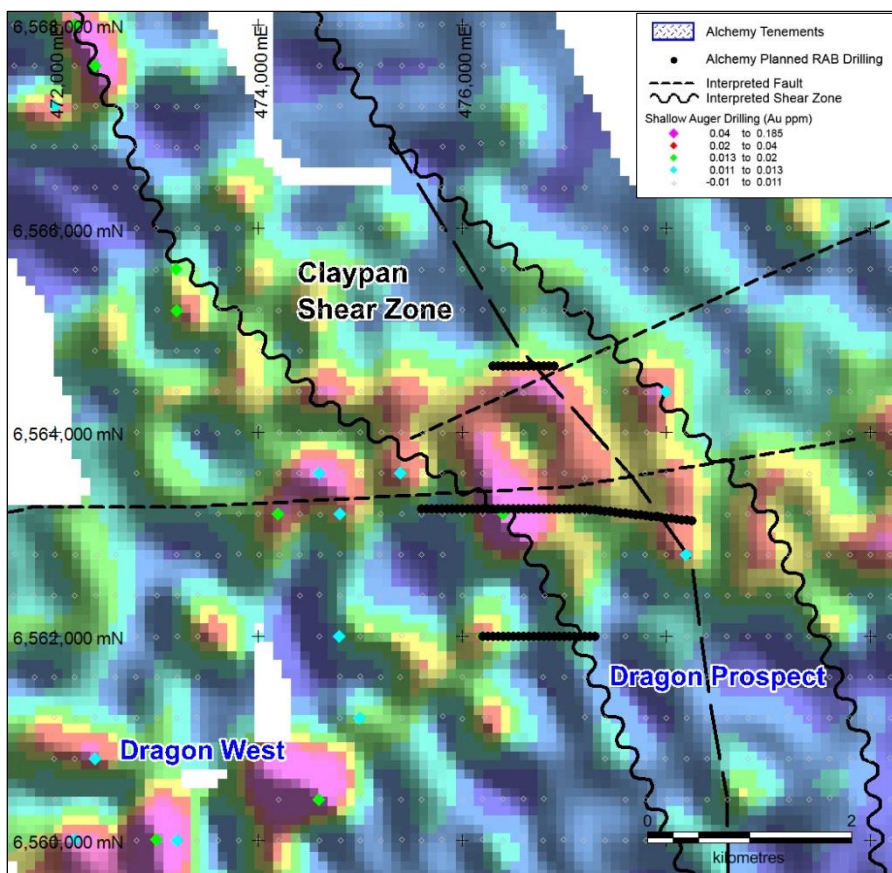 6,568,000 mN
472,000 mE
474,000 mE
476,000 mE
Alchemy Tenements
Alchemy Planned RAB Drilling
Interpreted Fault
Interpreted Shear Zone
Shallow Auger Drilling (Au ppm)
0.04 to 0.185
0.02 to 0.04
0.013 to 0.02
0.011 to 0.013
-0.01 to 0.011
6,566,000 mN
Claypan
Shear Zone
6,564,000 mN
6,562,000 mN
Dragon Prospect
Dragon West
6,560,000 mN
0 1 2
kilometres